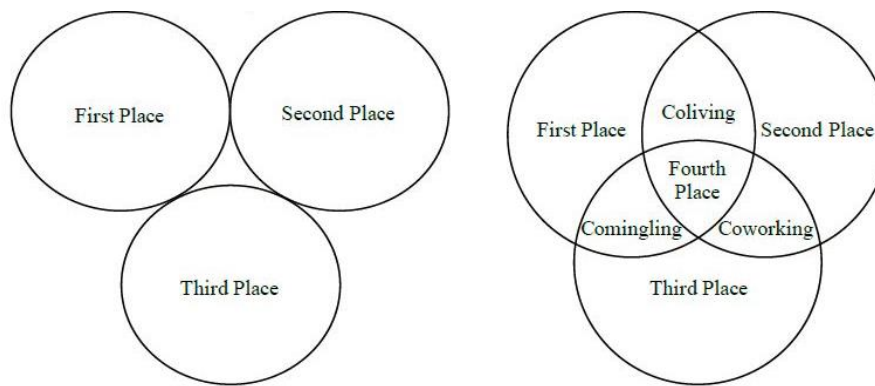 First Place
Second Place
Third Place
First Place
Coliving
Second Place
Fourth
Place
Comingling
Coworking
Third Place